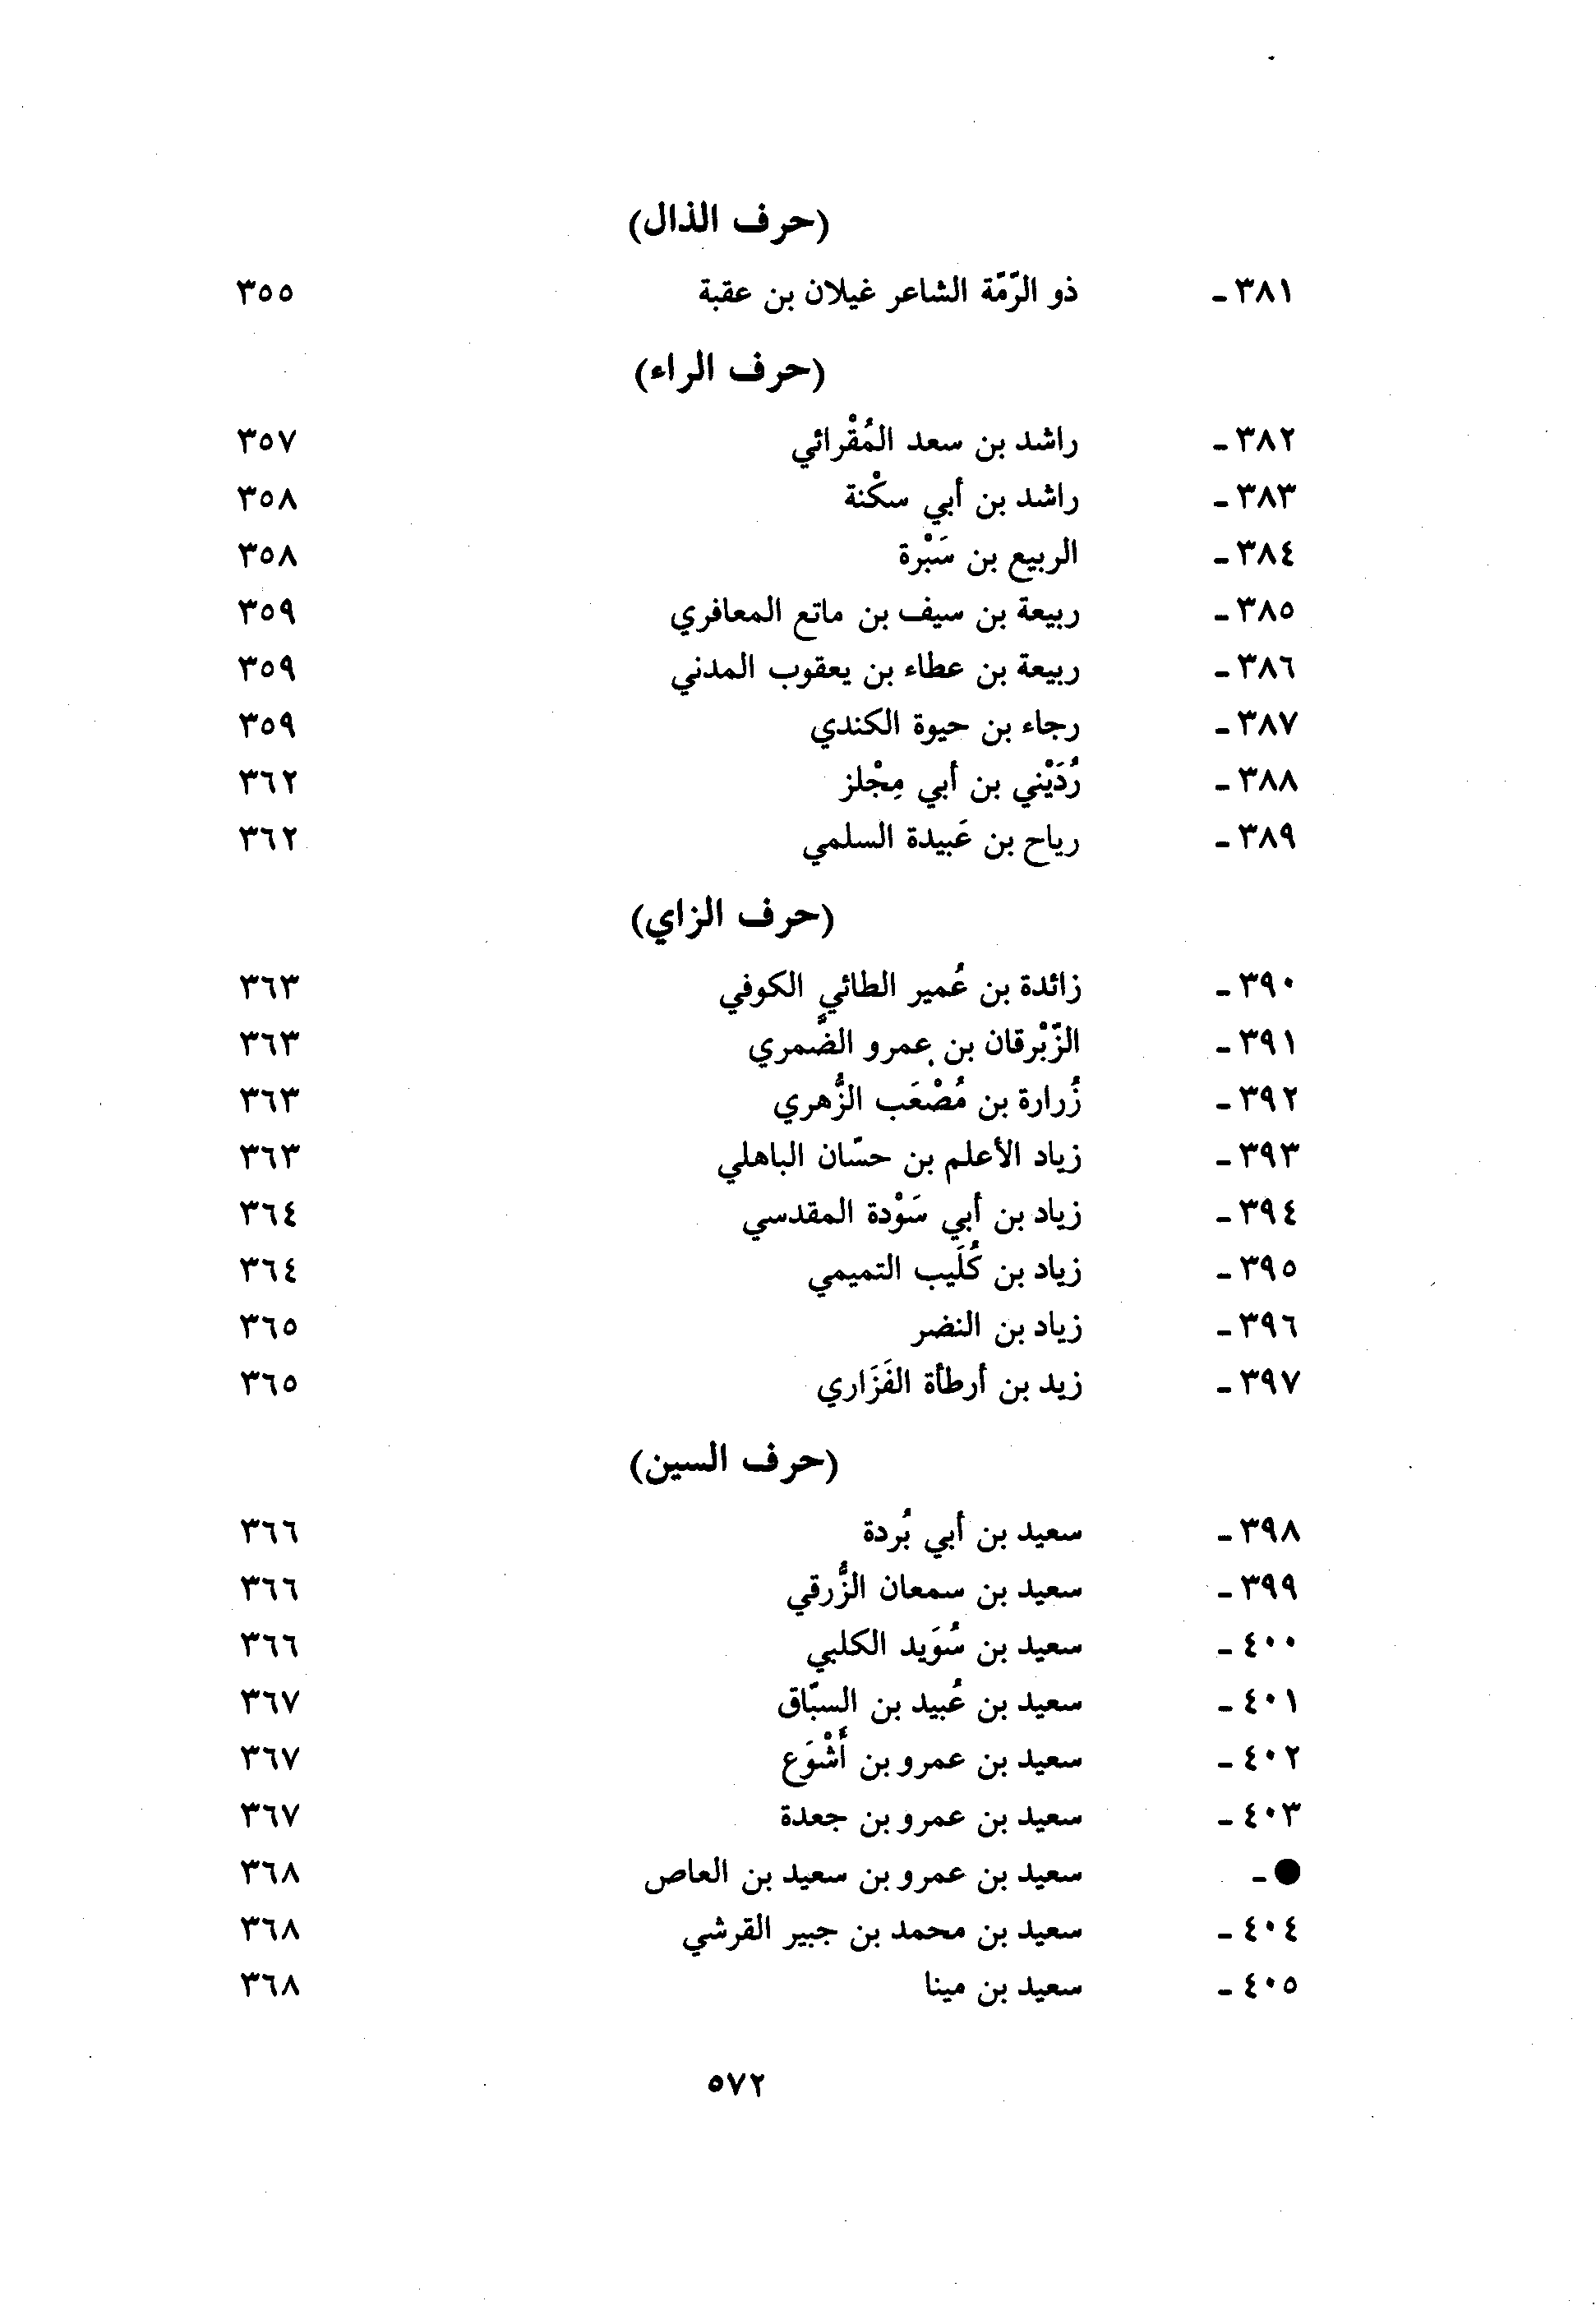 (حرف الذال)
٣٨١ - ذو الرّمّة الشاعر غيلان بن عقبة ٣٥٥
(حرف الراء)
٣٨٢ - راشد بن سعد المُقْرائي ٣٥٧
٣٨٣ - راشد بن أبي سكْنة ٣٥٨
٣٨٤ - الربيع بن سَبْرة ٣٥٨
٣٨٥ - ربيعة بن سيف بن ماتع المعافري ٣٥٩
٣٨٦ - ربيعة بن عطاء بن يعقوب المدني ٣٥٩
٣٨٧ - رجاء بن حيوة الكندي ٣٥٩
٣٨٨ - رُدَيْني بن أبي مِجْلز ٣٦٢
٣٨٩ - رياح بن عَبيدة السلمي ٣٦٢
(حرف الزاي)
٣٩٠ - زائدة بن عُمير الطائي الكوفي ٣٦٣
٣٩١ - الزّبْرقان بن عمرو الضّمري ٣٦٣
٣٩٢ - زُرارة بن مُصْعَب الزُّهري ٣٦٣
٣٩٣ - زياد الأعلم بن حسّان الباهلي ٣٦٣
٣٩٤ - زياد بن أبي سَوْدة المقدسي ٣٦٤
٣٩٥ - زياد بن كُلَيب التميمي ٣٦٤
٣٩٦ - زياد بن النضر ٣٦٥
٣٩٧ - زيد بن أرطأة الفَزَاري ٣٦٥
(حرف السين)
٣٩٨ - سعيد بن أبي بُردة ٣٦٦
٣٩٩ - سعيد بن سمعان الزُّرقي ٣٦٦
٤٠٠ - سعيد بن سُوَيد الكلبي ٣٦٦
٤٠١ - سعيد بن عُبيد بن السبّاق ٣٦٧
٤٠٢ - سعيد بن عمرو بن أَشْوَع ٣٦٧
٤٠٣ - سعيد بن عمرو بن جعدة ٣٦٧
● - سعيد بن عمرو بن سعيد بن العاص ٣٦٨
٤٠٤ - سعيد بن محمد بن جبير القرشي ٣٦٨
٤٠٥ - سعيد بن مينا ٣٦٨
٥٧٢